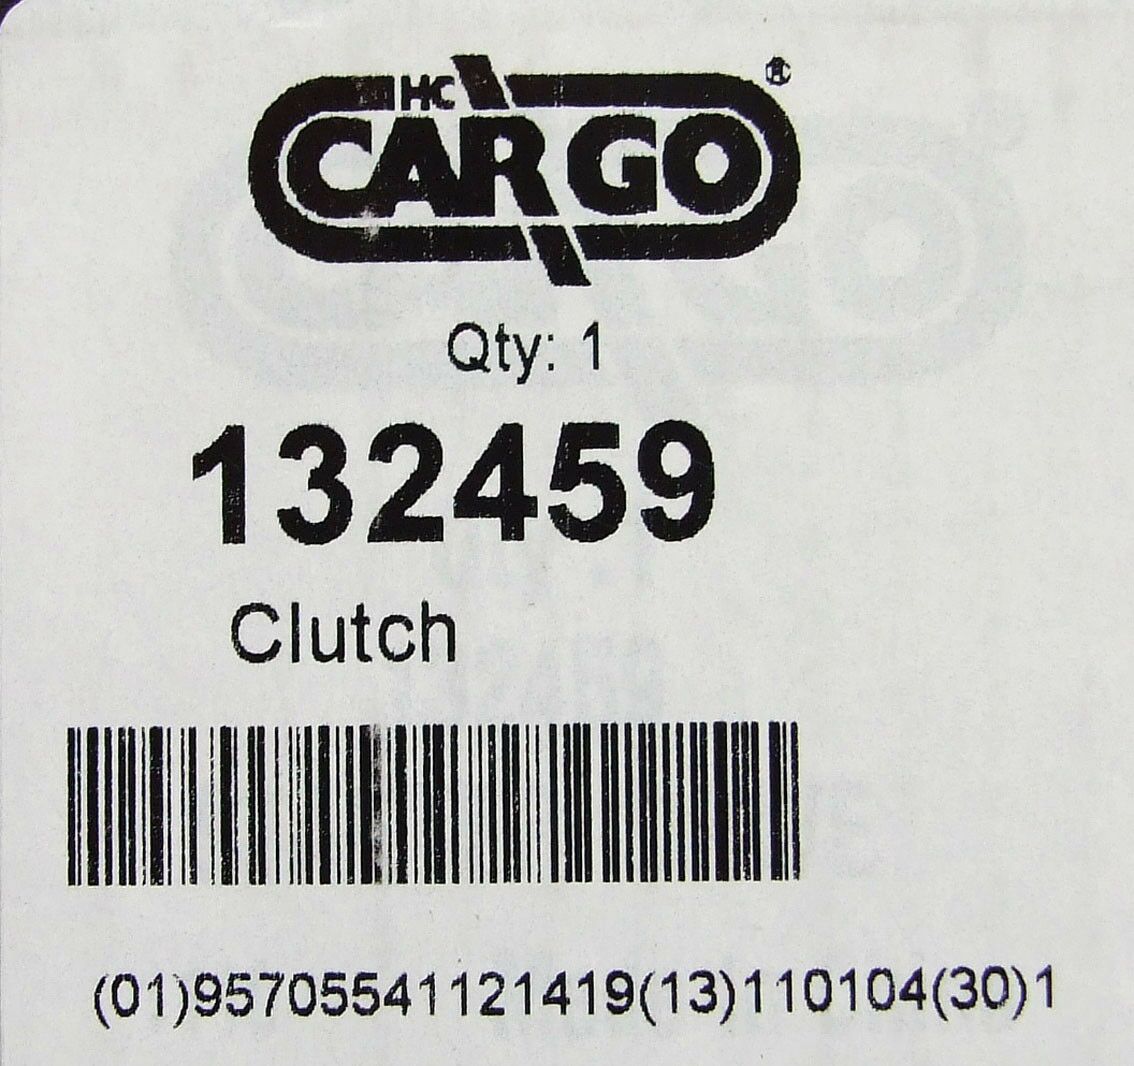 HC
CARGO®
Qty: 1
132459
Clutch
(01)95705541121419(13)110104(30)1